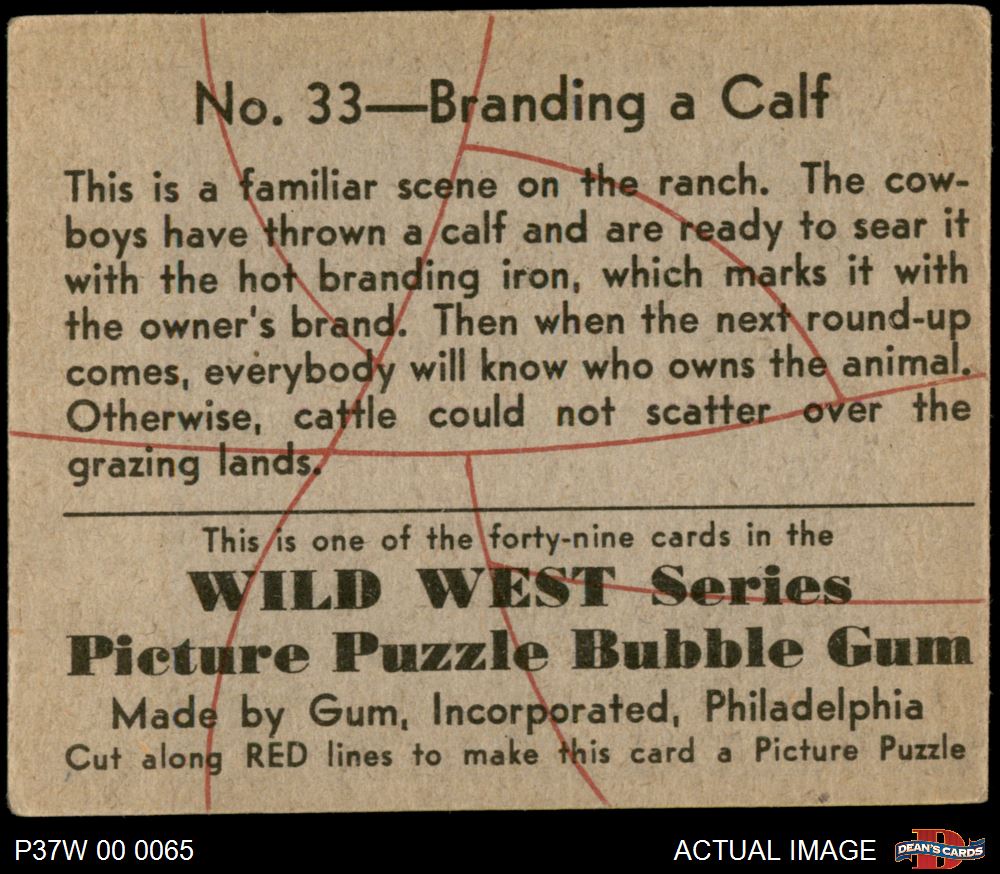 No. 33—Branding a Calf
This is a familiar scene on the ranch. The cow-
boys have thrown a calf and are ready to sear it
with the hot branding iron, which marks it with
the owner's brand. Then when the next round-up
comes, everybody will know who owns the animal.
Otherwise, cattle could not scatter over the
grazing lands.
This is one of the forty-nine cards in the
WILD WEST Series
Picture Puzzle Bubble Gum
Made by Gum, Incorporated, Philadelphia
Cut along RED lines to make this card a Picture Puzzle
P37W 00 0065
ACTUAL IMAGE
D
DEAN'S CARDS